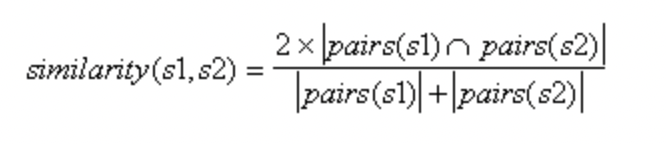 similarity(s1,s2) = 2 × |pairs(s1) ∩ pairs(s2)| / |pairs(s1)| + |pairs(s2)|